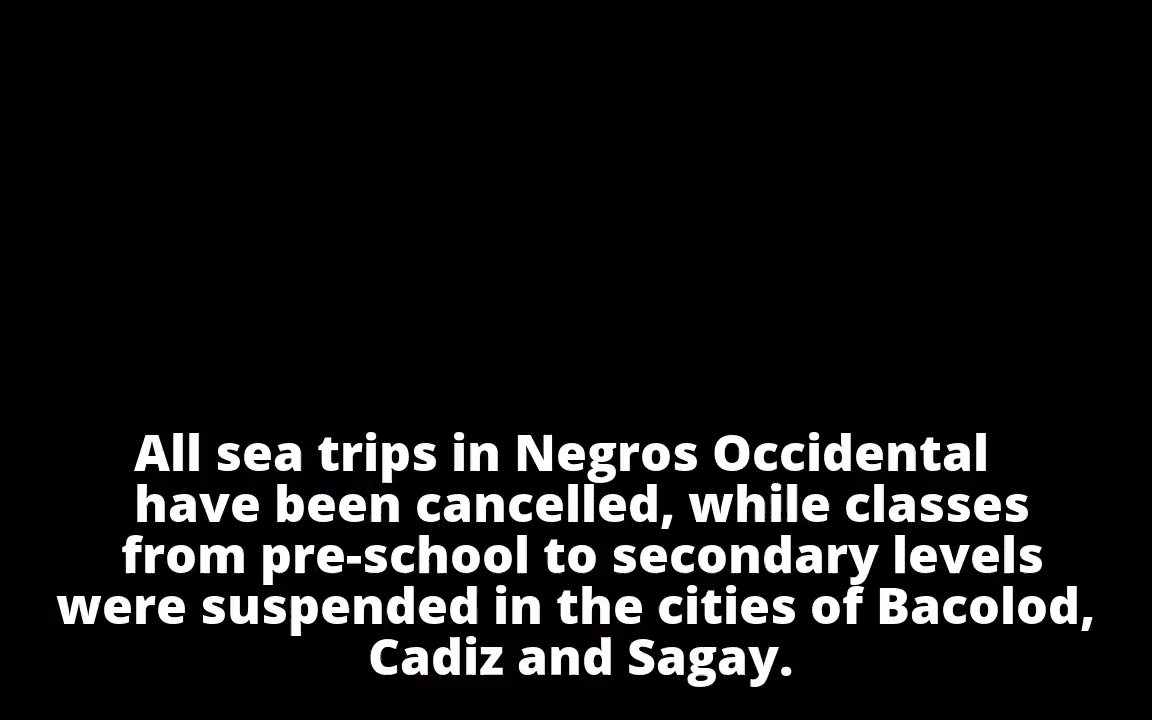 All sea trips in Negros Occidental
have been cancelled, while classes
from pre-school to secondary levels
were suspended in the cities of Bacolod,
Cadiz and Sagay.